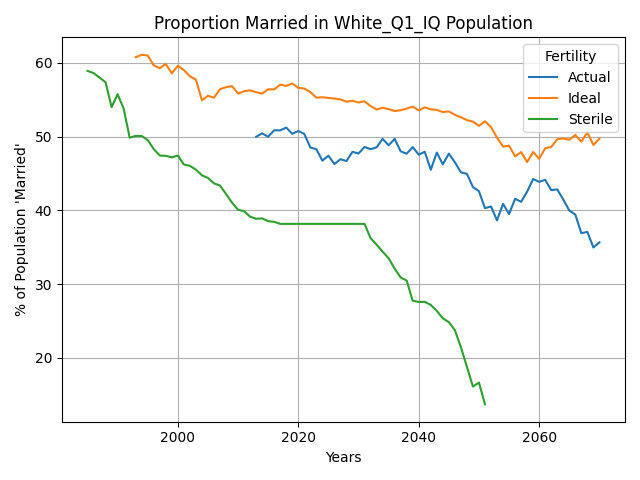 Proportion Married in White_Q1_IQ Population
Fertility
Actual
Ideal
Sterile
% of Population 'Married'
60
50
40
30
20
2000
2020
2040
2060
Years